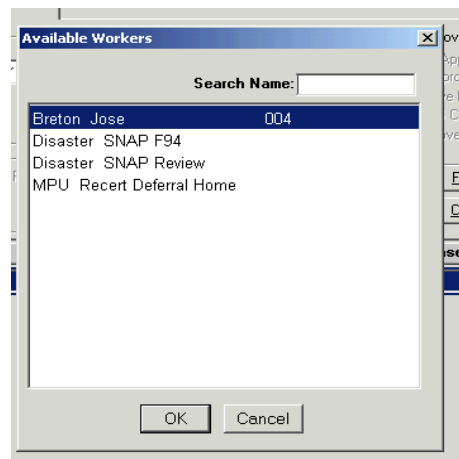 Available Workers
Search Name:
Breton Jose 004
Disaster SNAP F94
Disaster SNAP Review
MPU Recert Deferral Home
OK Cancel